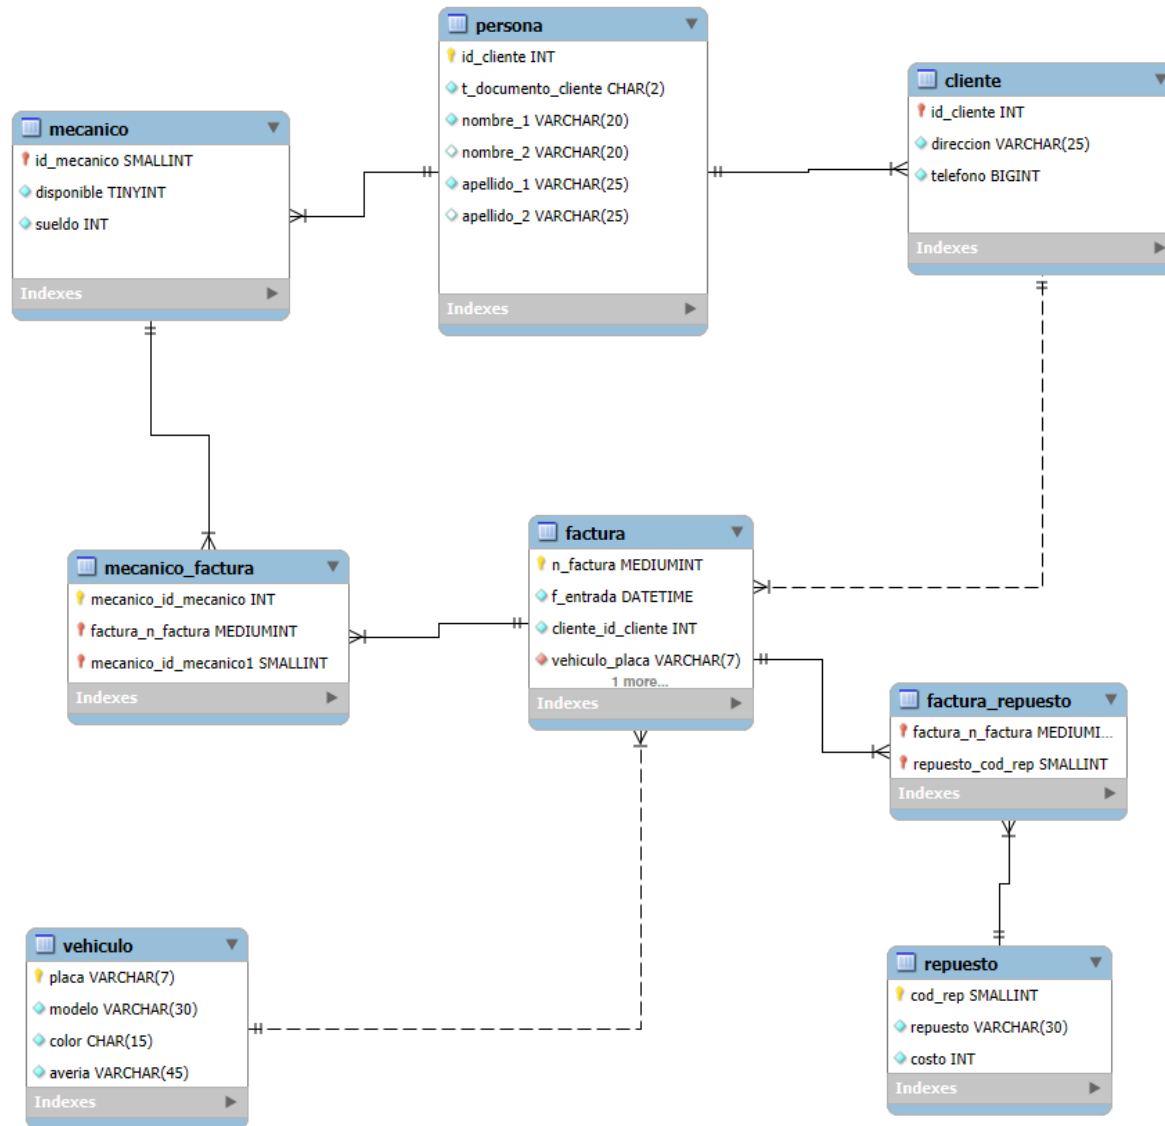 persona
id_cliente INT
t_documento_cliente CHAR(2)
nombre_1 VARCHAR(20)
nombre_2 VARCHAR(20)
apellido_1 VARCHAR(25)
apellido_2 VARCHAR(25)
Indexes
cliente
id_cliente INT
direccion VARCHAR(25)
telefono BIGINT
Indexes
mecanico
id_mecanico SMALLINT
disponible TINYINT
sueldo INT
Indexes
mecanico_factura
mecanico_id_mecanico INT
factura_n_factura MEDIUMINT
mecanico_id_mecanico1 SMALLINT
Indexes
factura
n_factura MEDIUMINT
f_entrada DATETIME
cliente_id_cliente INT
vehiculo_placa VARCHAR(7)
1 more...
Indexes
factura_repuesto
factura_n_factura MEDIUMI...
repuesto_cod_rep SMALLINT
Indexes
vehiculo
placa VARCHAR(7)
modelo VARCHAR(30)
color CHAR(15)
averia VARCHAR(45)
Indexes
repuesto
cod_rep SMALLINT
repuesto VARCHAR(30)
costo INT
Indexes